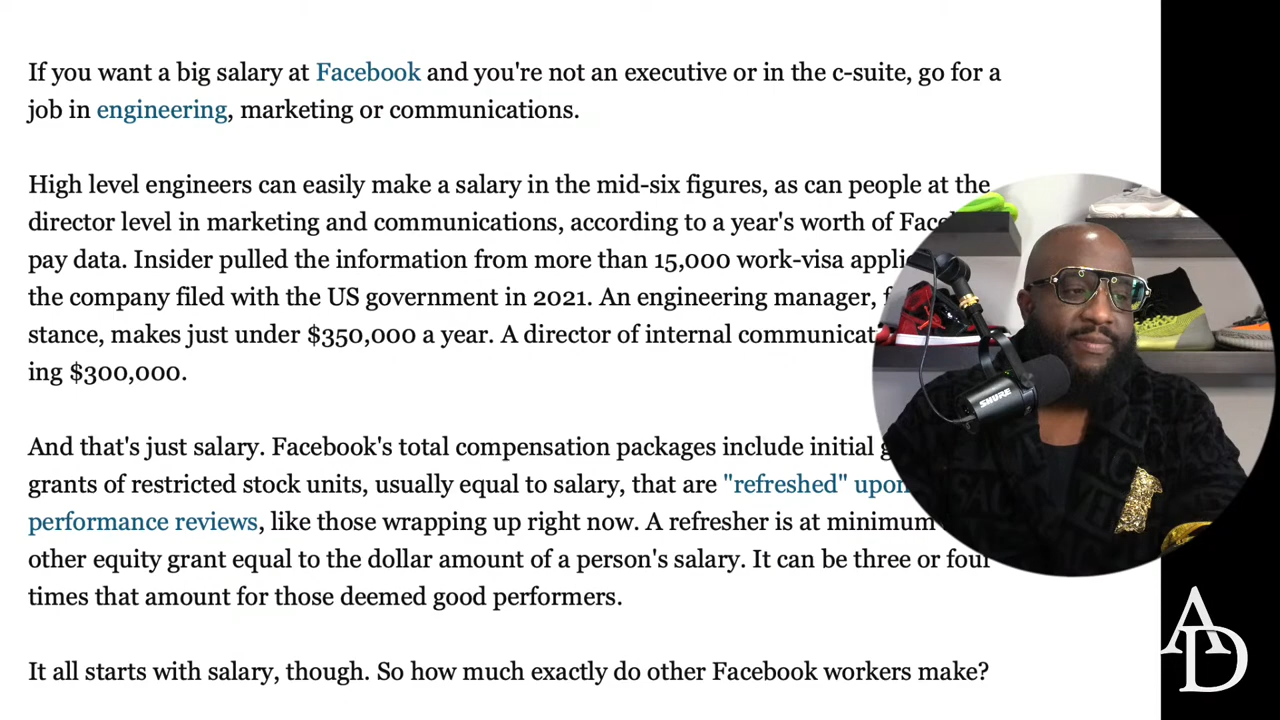 If you want a big salary at Facebook and you're not an executive or in the c-suite, go for a
job in engineering, marketing or communications.
High level engineers can easily make a salary in the mid-six figures, as can people at the
director level in marketing and communications, according to a year's worth of
pay data. Insider pulled the information from more than 15,000 work-visa
the company filed with the US government in 2021. An engineering manager,
stance, makes just under $350,000 a year. A director of internal
ing $300,000.
And that's just salary. Facebook's total compensation packages include initial
grants of restricted stock units, usually equal to salary, that are "refreshed" upon
performance reviews, like those wrapping up right now. A refresher is at minimum
other equity grant equal to the dollar amount of a person's salary. It can be three or four
times that amount for those deemed good performers.
It all starts with salary, though. So how much exactly do other Facebook workers make?
SHURE
AD